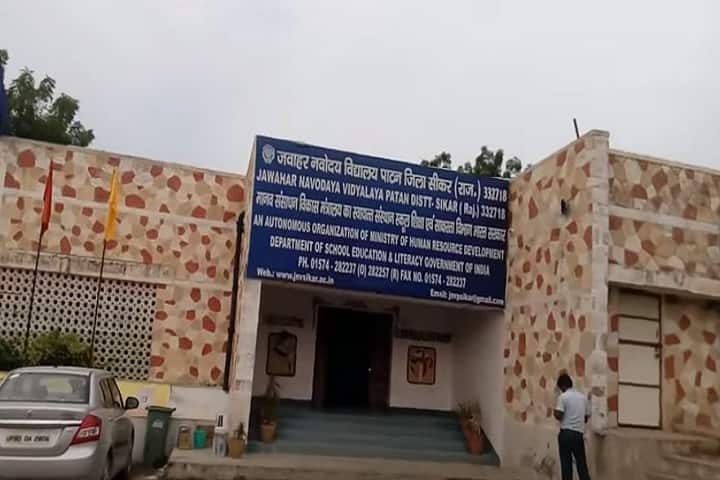 जवाहर नवोदय विद्यालय पाटन जिला सीकर (राज.) 332718
JAWAHAR NAVODAYA VIDYALAYA PATAN DISTT- SIKAR ( Raj.) 332718
मानव संसाधन विकास मंत्रालय का स्वायत्त संस्थान स्कूल शिक्षा एवं साक्षरता विभाग भारत सरकार
AN AUTONOMOUS ORGANIZATION OF MINISTRY OF HUMAN RESOURCE DEVELOPMENT
DEPARTMENT OF SCHOOL EDUCATION & LITERACY GOVERNMENT OF INDIA
PH. 01574 - 282237 (O) 282257 (R) FAX NO. 01574 - 282237
Web.: www.jnvsikar.ac.in Email: jnvpsikar@gmail.com